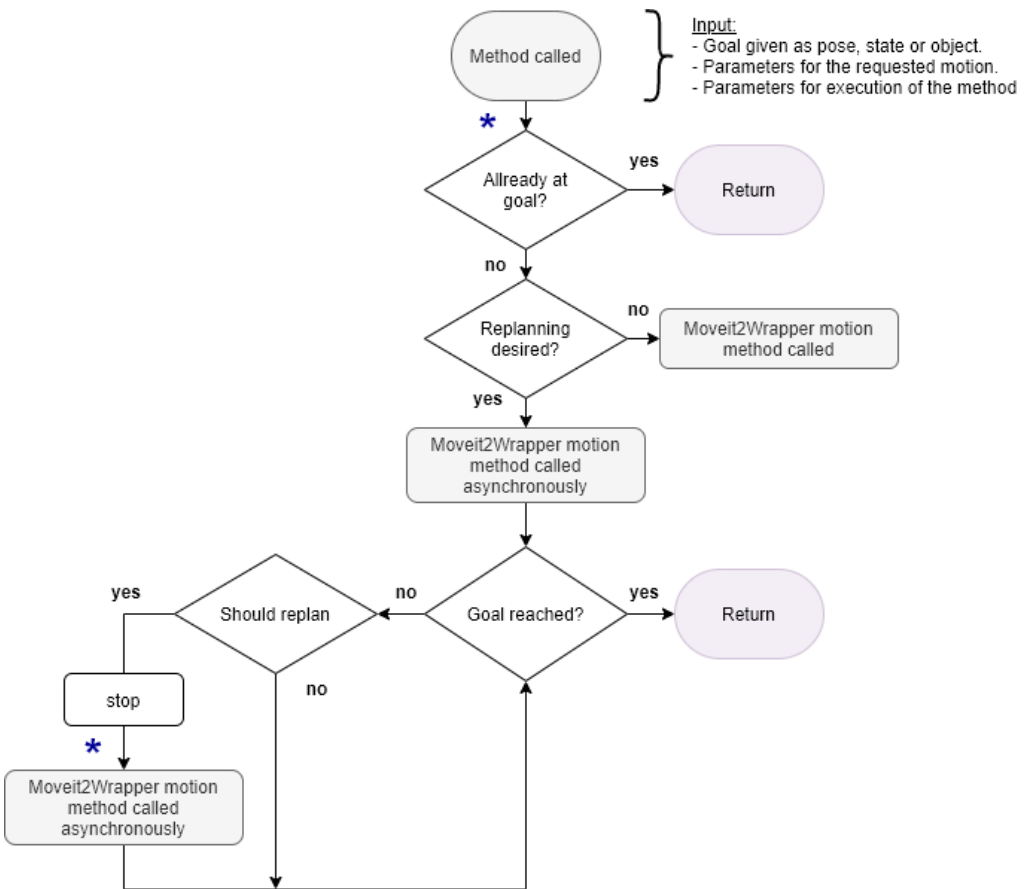 Method called
Input:
- Goal given as pose, state or object.
- Parameters for the requested motion.
- Parameters for execution of the method
*
Allready at
goal?
yes
Return
no
Replanning
desired?
no
Moveit2Wrapper motion
method called
yes
Moveit2Wrapper motion
method called
asynchronously
Goal reached?
yes
Return
no
Should replan
yes
no
stop
*
Moveit2Wrapper motion
method called
asynchronously